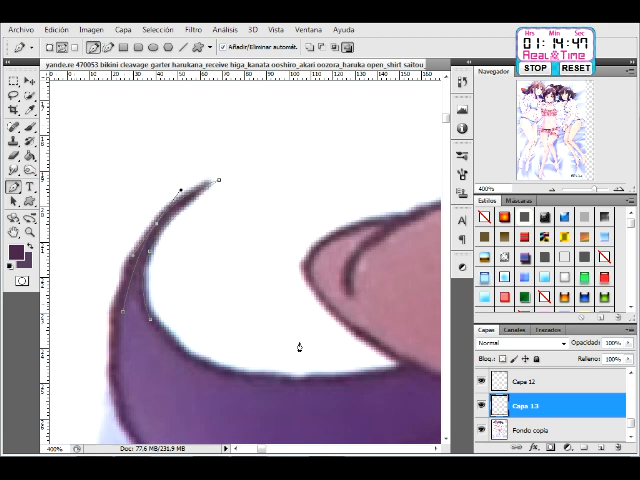 Archivo Edición Imagen Capa Selección Filtro Análisis 3D Vista Ventana Ayuda
Hrs Min Sec
01:14:47
Real Time
STOP RESET
Añadir/Eliminar automát.
yande.re 470053 bikini cleavage garter harukana_receive higa_kanata ooshiro_akari oozora_haruka open_shirt saitou
Navegador
400%
Estilos Máscaras
Capas Canales Trazados
Normal Opacidad: 100%
Bloq.: Relleno: 100%
Capa 12
Capa 13
Fondo copia
400% Doc: 77,6 MB/231,9 MB